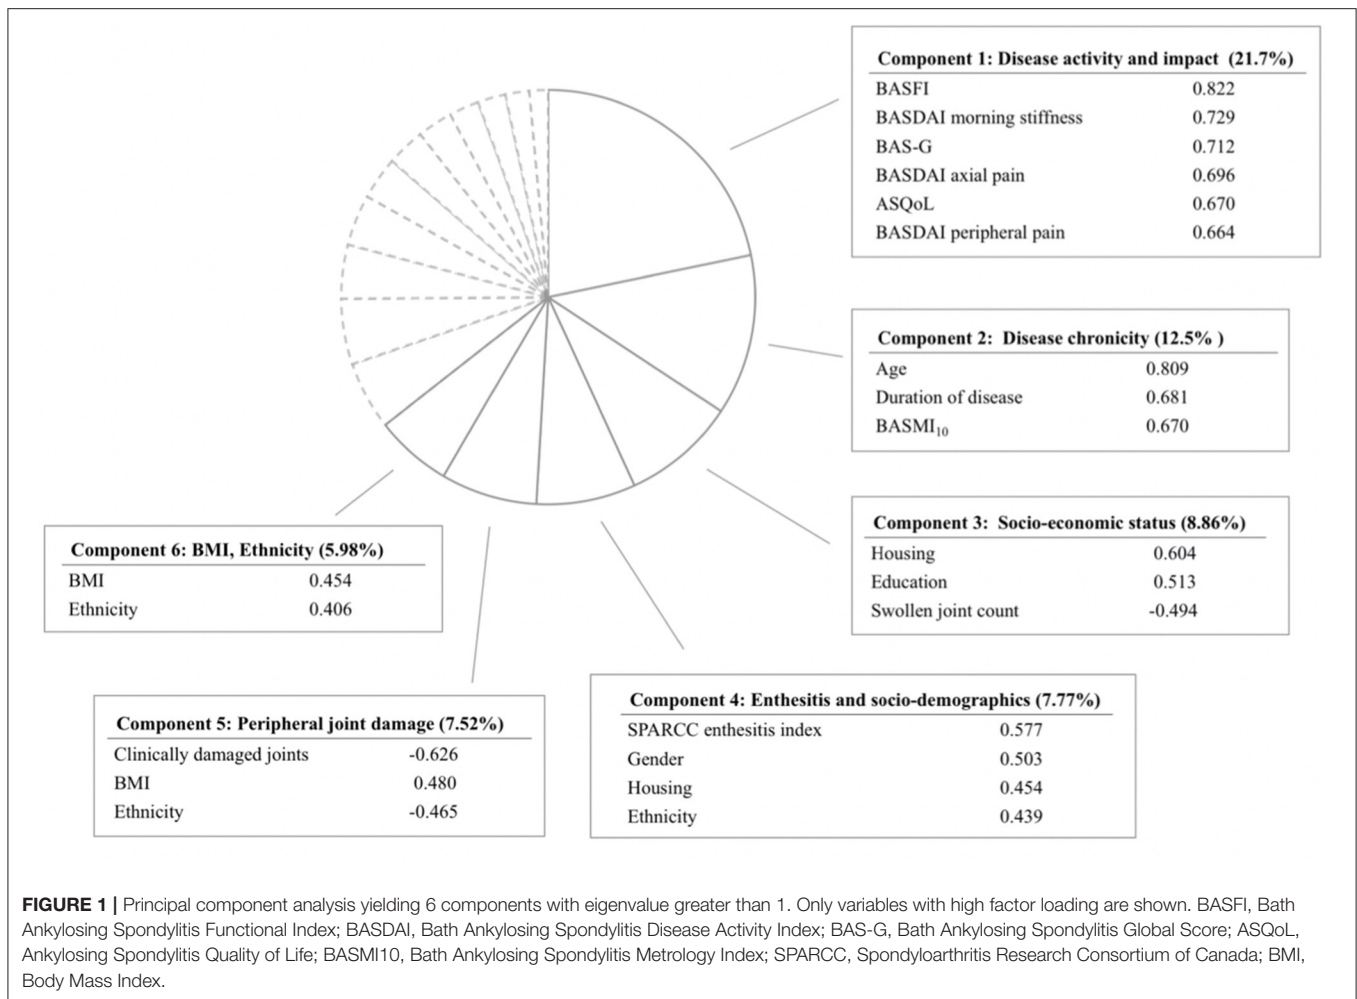 Component 1: Disease activity and impact (21.7%)
BASFI 0.822
BASDAI morning stiffness 0.729
BAS-G 0.712
BASDAI axial pain 0.696
ASQoL 0.670
BASDAI peripheral pain 0.664
Component 2: Disease chronicity (12.5% )
Age 0.809
Duration of disease 0.681
BASMI10 0.670
Component 3: Socio-economic status (8.86%)
Housing 0.604
Education 0.513
Swollen joint count -0.494
Component 4: Enthesitis and socio-demographics (7.77%)
SPARCC enthesitis index 0.577
Gender 0.503
Housing 0.454
Ethnicity 0.439
Component 5: Peripheral joint damage (7.52%)
Clinically damaged joints -0.626
BMI 0.480
Ethnicity -0.465
Component 6: BMI, Ethnicity (5.98%)
BMI 0.454
Ethnicity 0.406
FIGURE 1 | Principal component analysis yielding 6 components with eigenvalue greater than 1. Only variables with high factor loading are shown. BASFI, Bath
Ankylosing Spondylitis Functional Index; BASDAI, Bath Ankylosing Spondylitis Disease Activity Index; BAS-G, Bath Ankylosing Spondylitis Global Score; ASQoL,
Ankylosing Spondylitis Quality of Life; BASMI10, Bath Ankylosing Spondylitis Metrology Index; SPARCC, Spondyloarthritis Research Consortium of Canada; BMI,
Body Mass Index.